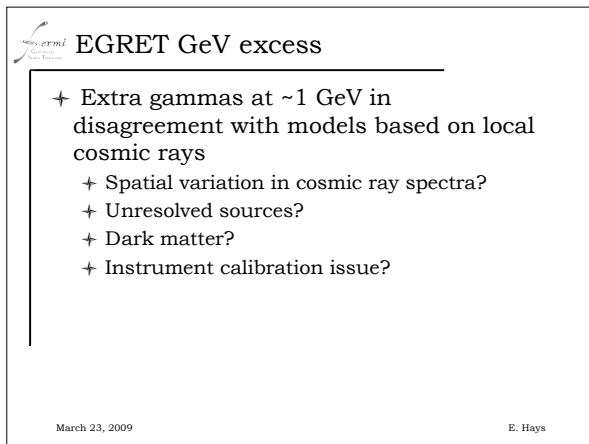 EGRET GeV excess
Extra gammas at ~1 GeV in
disagreement with models based on local
cosmic rays
Spatial variation in cosmic ray spectra?
Unresolved sources?
Dark matter?
Instrument calibration issue?
March 23, 2009
E. Hays